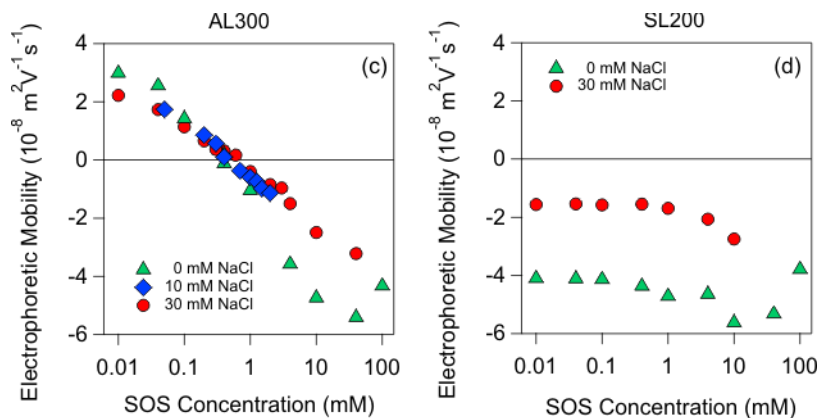 AL300
(c)
Electrophoretic Mobility (10⁻⁸ m²V⁻¹s⁻¹)
4
2
0
-2
-4
-6
0 mM NaCl
10 mM NaCl
30 mM NaCl
0.01
0.1
1
10
100
SOS Concentration (mM)
SL200
(d)
Electrophoretic Mobility (10⁻⁸ m²V⁻¹s⁻¹)
4
2
0
-2
-4
-6
0 mM NaCl
30 mM NaCl
0.01
0.1
1
10
100
SOS Concentration (mM)